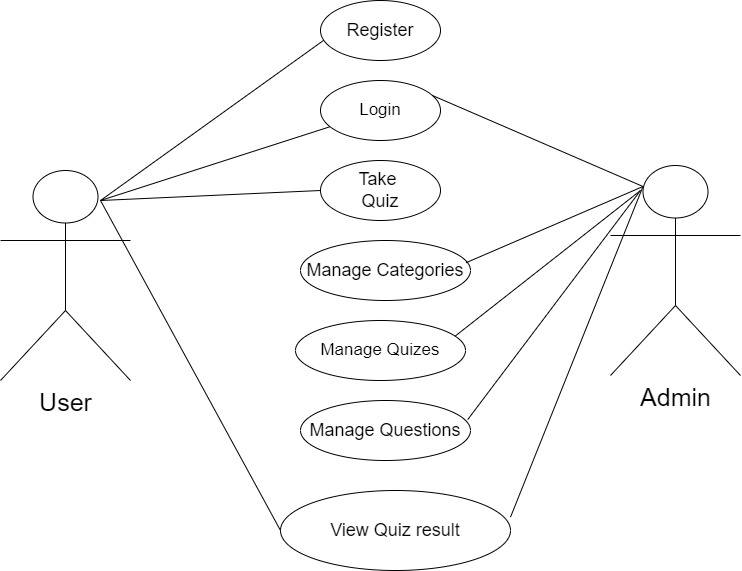 Register
Login
Take
Quiz
Manage Categories
Manage Quizes
Manage Questions
View Quiz result
User
Admin